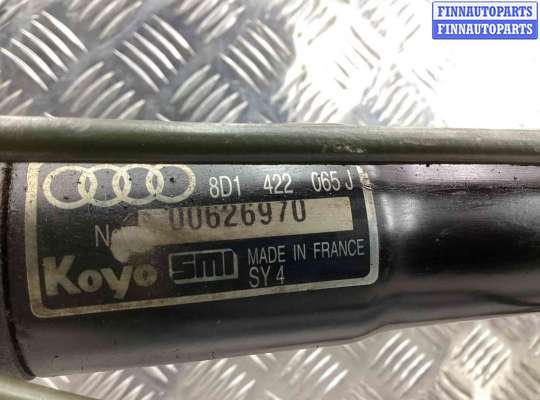 FINNAUTOPARTS
FINNAUTOPARTS
8D1 422 065 J
No 00626970
Koyo SMI MADE IN FRANCE
SY 4